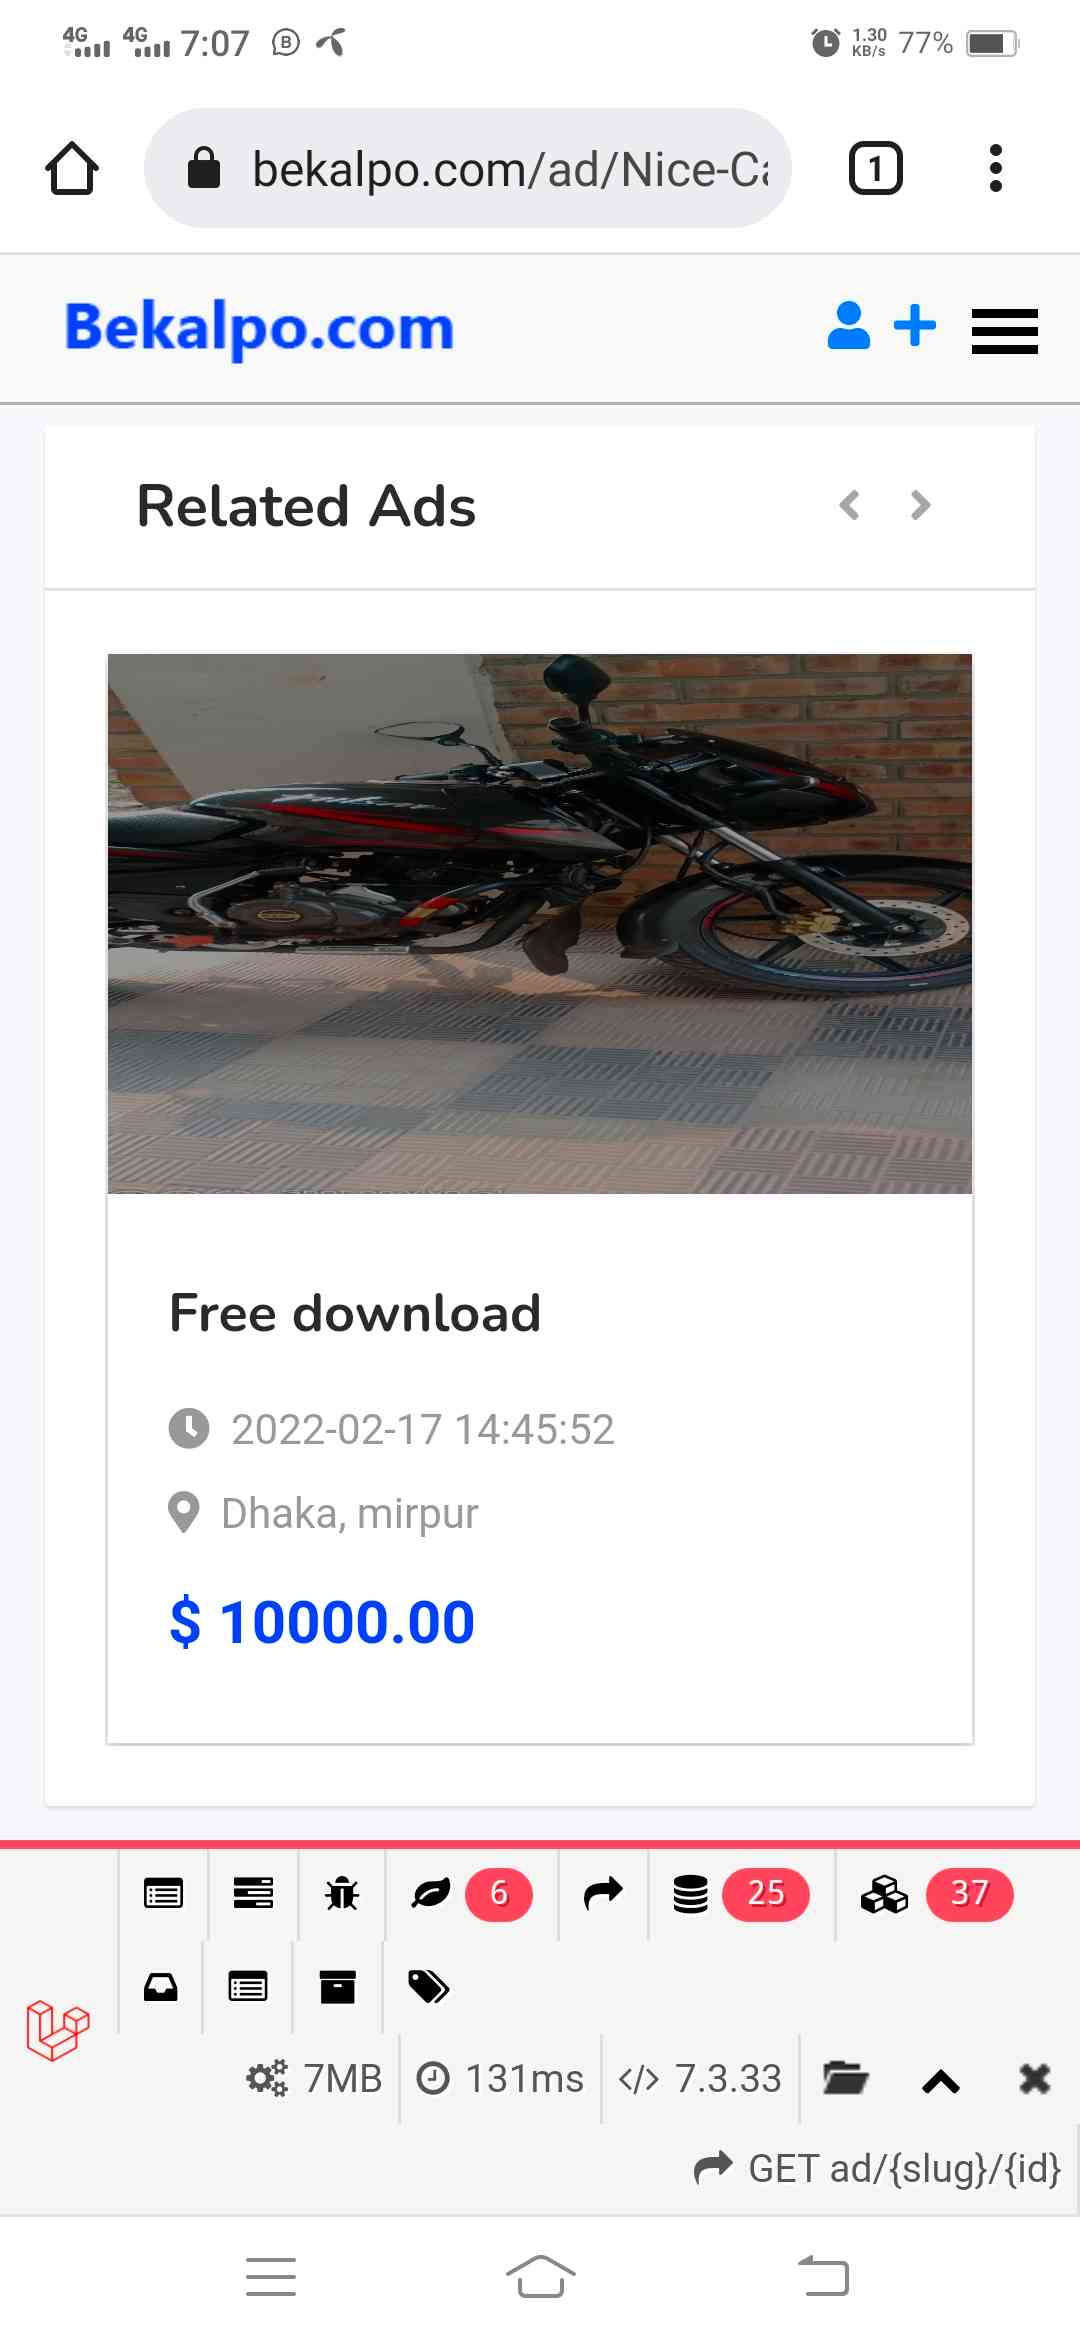 4G 4G 7:07 B 1.30 KB/s 77%
bekalpo.com/ad/Nice-Ca
1
Bekalpo.com
Related Ads
Free download
2022-02-17 14:45:52
Dhaka, mirpur
$ 10000.00
6 25 37
7MB 131ms </> 7.3.33
GET ad/{slug}/{id}